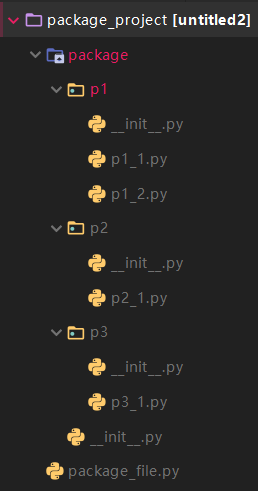 package_project [untitled2]
package
p1
__init__.py
p1_1.py
p1_2.py
p2
__init__.py
p2_1.py
p3
__init__.py
p3_1.py
__init__.py
package_file.py